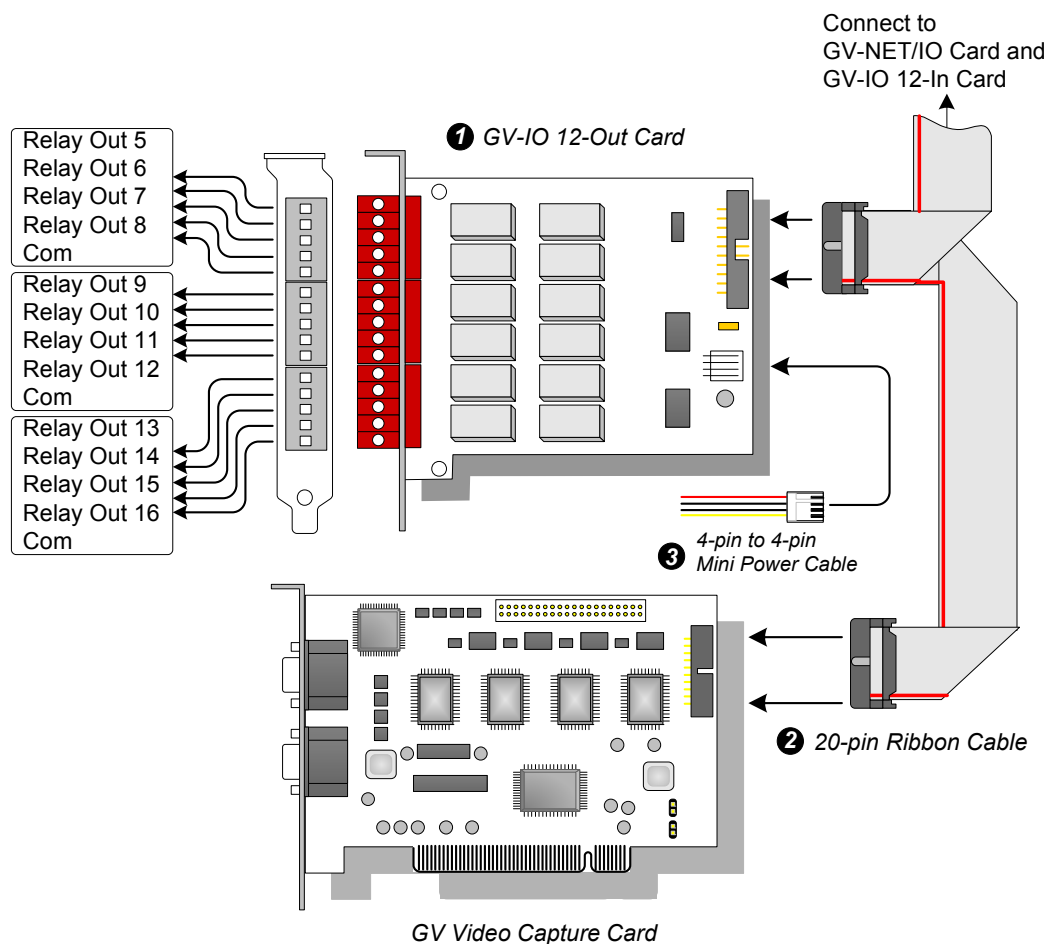 Connect to
GV-NET/IO Card and
GV-IO 12-In Card
1 GV-IO 12-Out Card
Relay Out 5
Relay Out 6
Relay Out 7
Relay Out 8
Com
Relay Out 9
Relay Out 10
Relay Out 11
Relay Out 12
Com
Relay Out 13
Relay Out 14
Relay Out 15
Relay Out 16
Com
3 4-pin to 4-pin
Mini Power Cable
2 20-pin Ribbon Cable
GV Video Capture Card